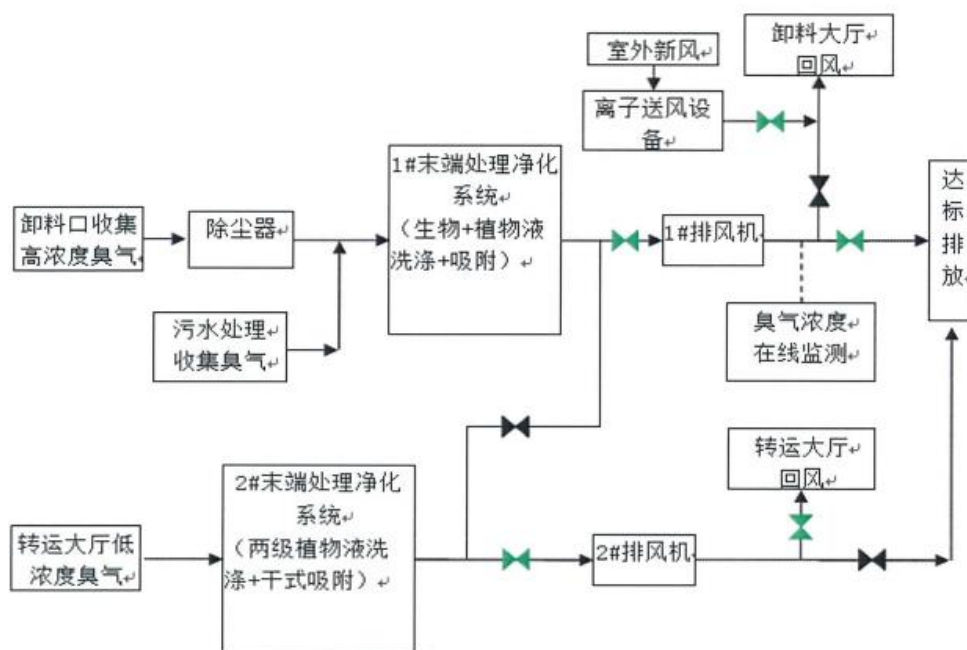 室外新风
卸料大厅
回风
离子送风设
备
1#末端处理净化
系统
(生物+植物液
洗涤+吸附)
达
标
排
放
卸料口收集
高浓度臭气
除尘器
1#排风机
污水处理
收集臭气
臭气浓度
在线监测
2#末端处理净化
系统
(两级植物液洗
涤+干式吸附)
转运大厅
回风
转运大厅低
浓度臭气
2#排风机